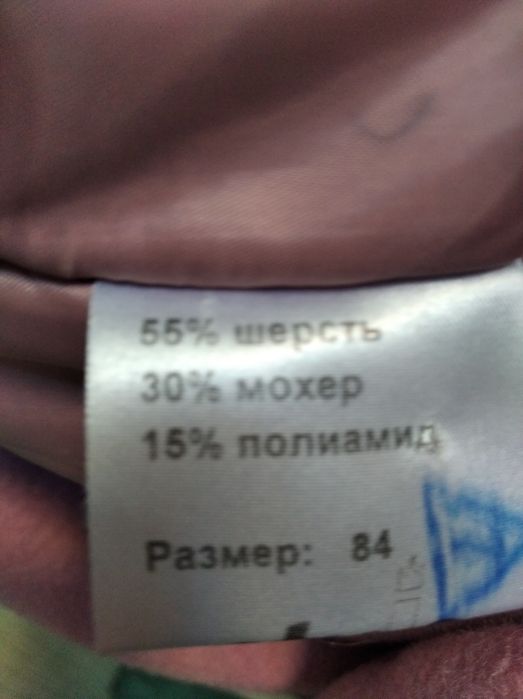 55% шерсть
30% мохер
15% полиамид
Размер: 84